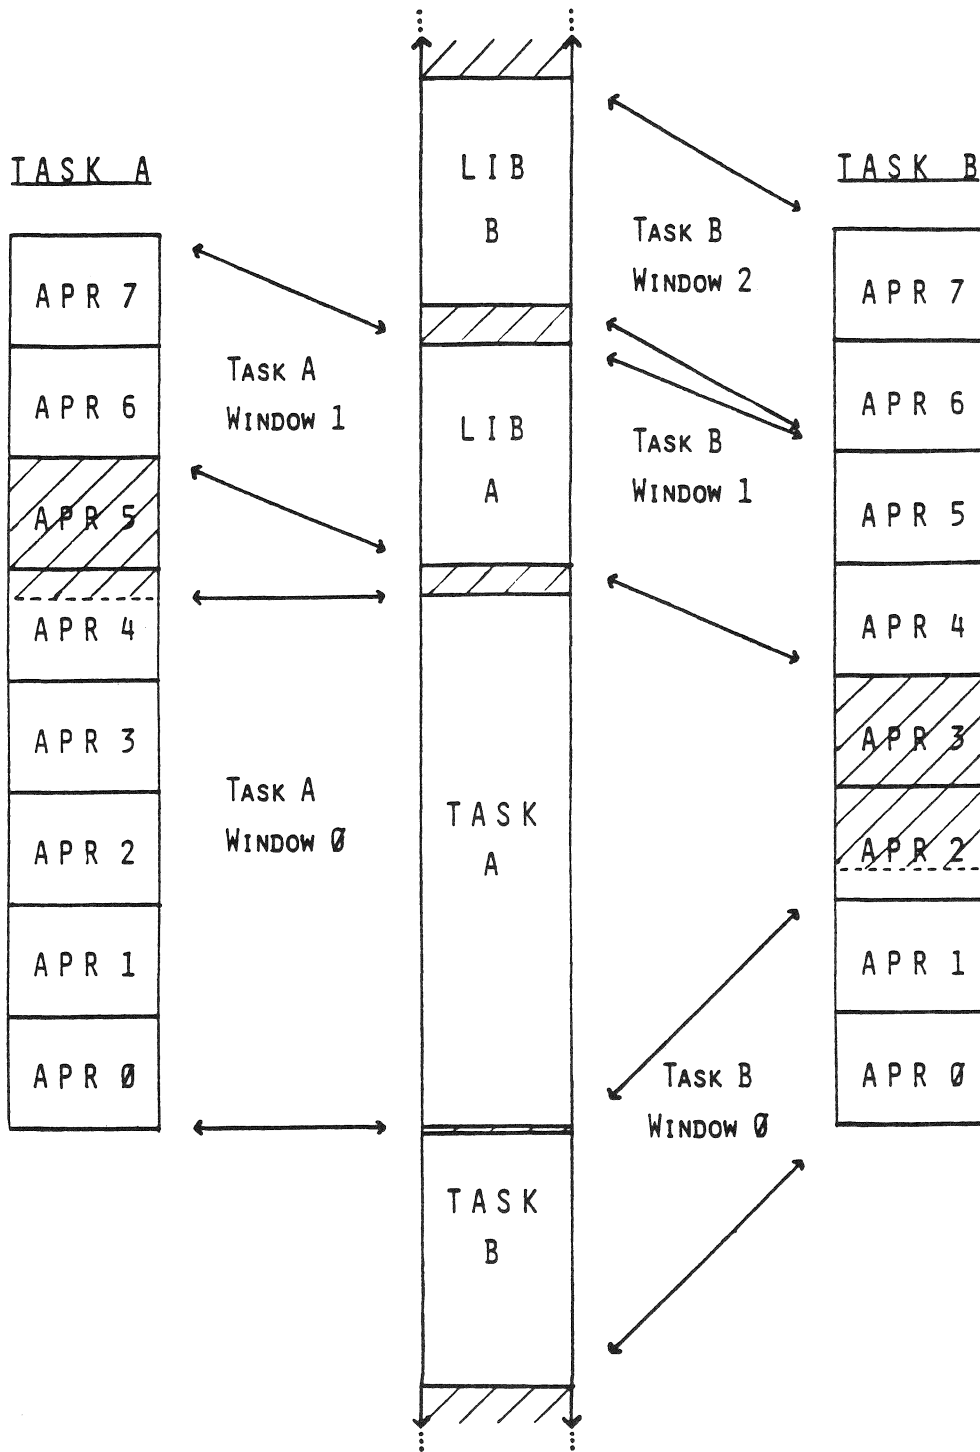 TASK A
APR 7
APR 6
APR 5
APR 4
APR 3
APR 2
APR 1
APR Ø
TASK A
WINDOW 1
TASK A
WINDOW Ø
LIB
B
LIB
A
TASK
A
TASK
B
TASK B
WINDOW 2
TASK B
WINDOW 1
TASK B
WINDOW Ø
TASK B
APR 7
APR 6
APR 5
APR 4
APR 3
APR 2
APR 1
APR Ø